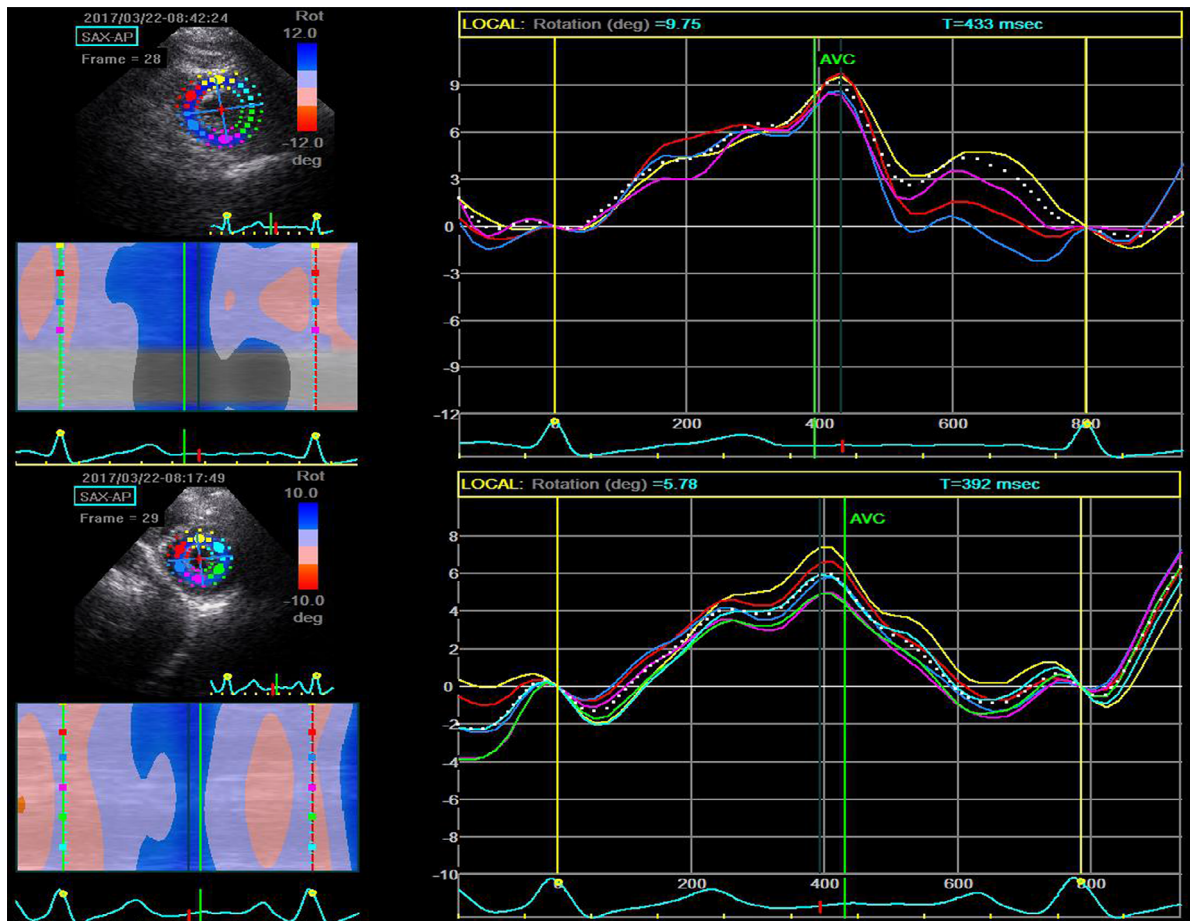 2017/03/22-08:42:24
SAX-AP
Frame = 28
Rot
12.0
-12.0
deg
LOCAL: Rotation (deg) =9.75 T=433 msec
AVC
9
6
3
0
-3
-6
-9
-12
200 400 600 800
2017/03/22-08:17:49
SAX-AP
Frame = 29
Rot
10.0
-10.0
deg
LOCAL: Rotation (deg) =5.78 T=392 msec
AVC
8
6
4
2
0
-2
-4
-6
-8
-10
0 200 400 600 800